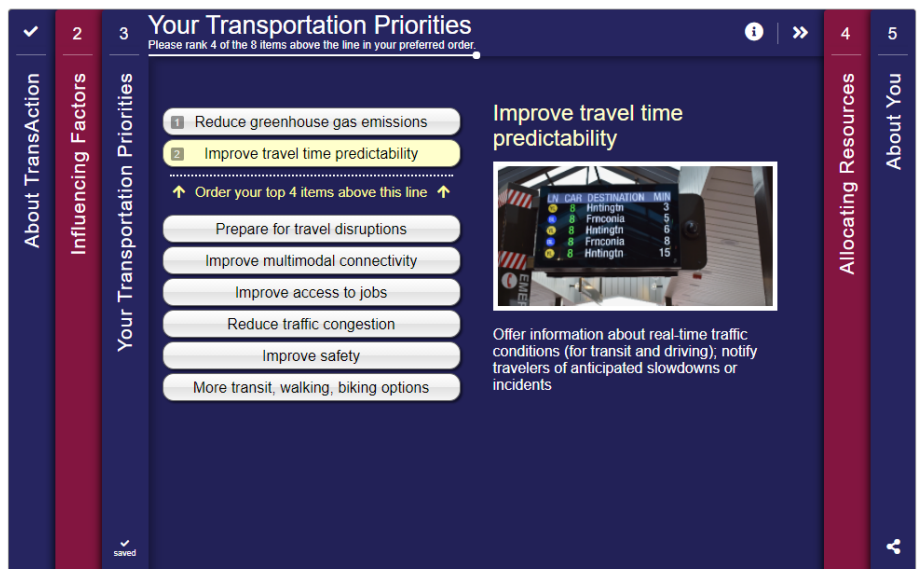 2
3
4
5
About TransAction
Influencing Factors
Your Transportation Priorities
saved
Your Transportation Priorities
Please rank 4 of the 8 items above the line in your preferred order.
1 Reduce greenhouse gas emissions
2 Improve travel time predictability
Order your top 4 items above this line
Prepare for travel disruptions
Improve multimodal connectivity
Improve access to jobs
Reduce traffic congestion
Improve safety
More transit, walking, biking options
Improve travel time
predictability
LN CAR DESTINATION MIN
8 Hntingtn 3
8 Frnconia 5
8 Hntingtn 6
8 Frnconia 8
8 Hntingtn 15
EMER
Offer information about real-time traffic
conditions (for transit and driving); notify
travelers of anticipated slowdowns or
incidents
Allocating Resources
About You